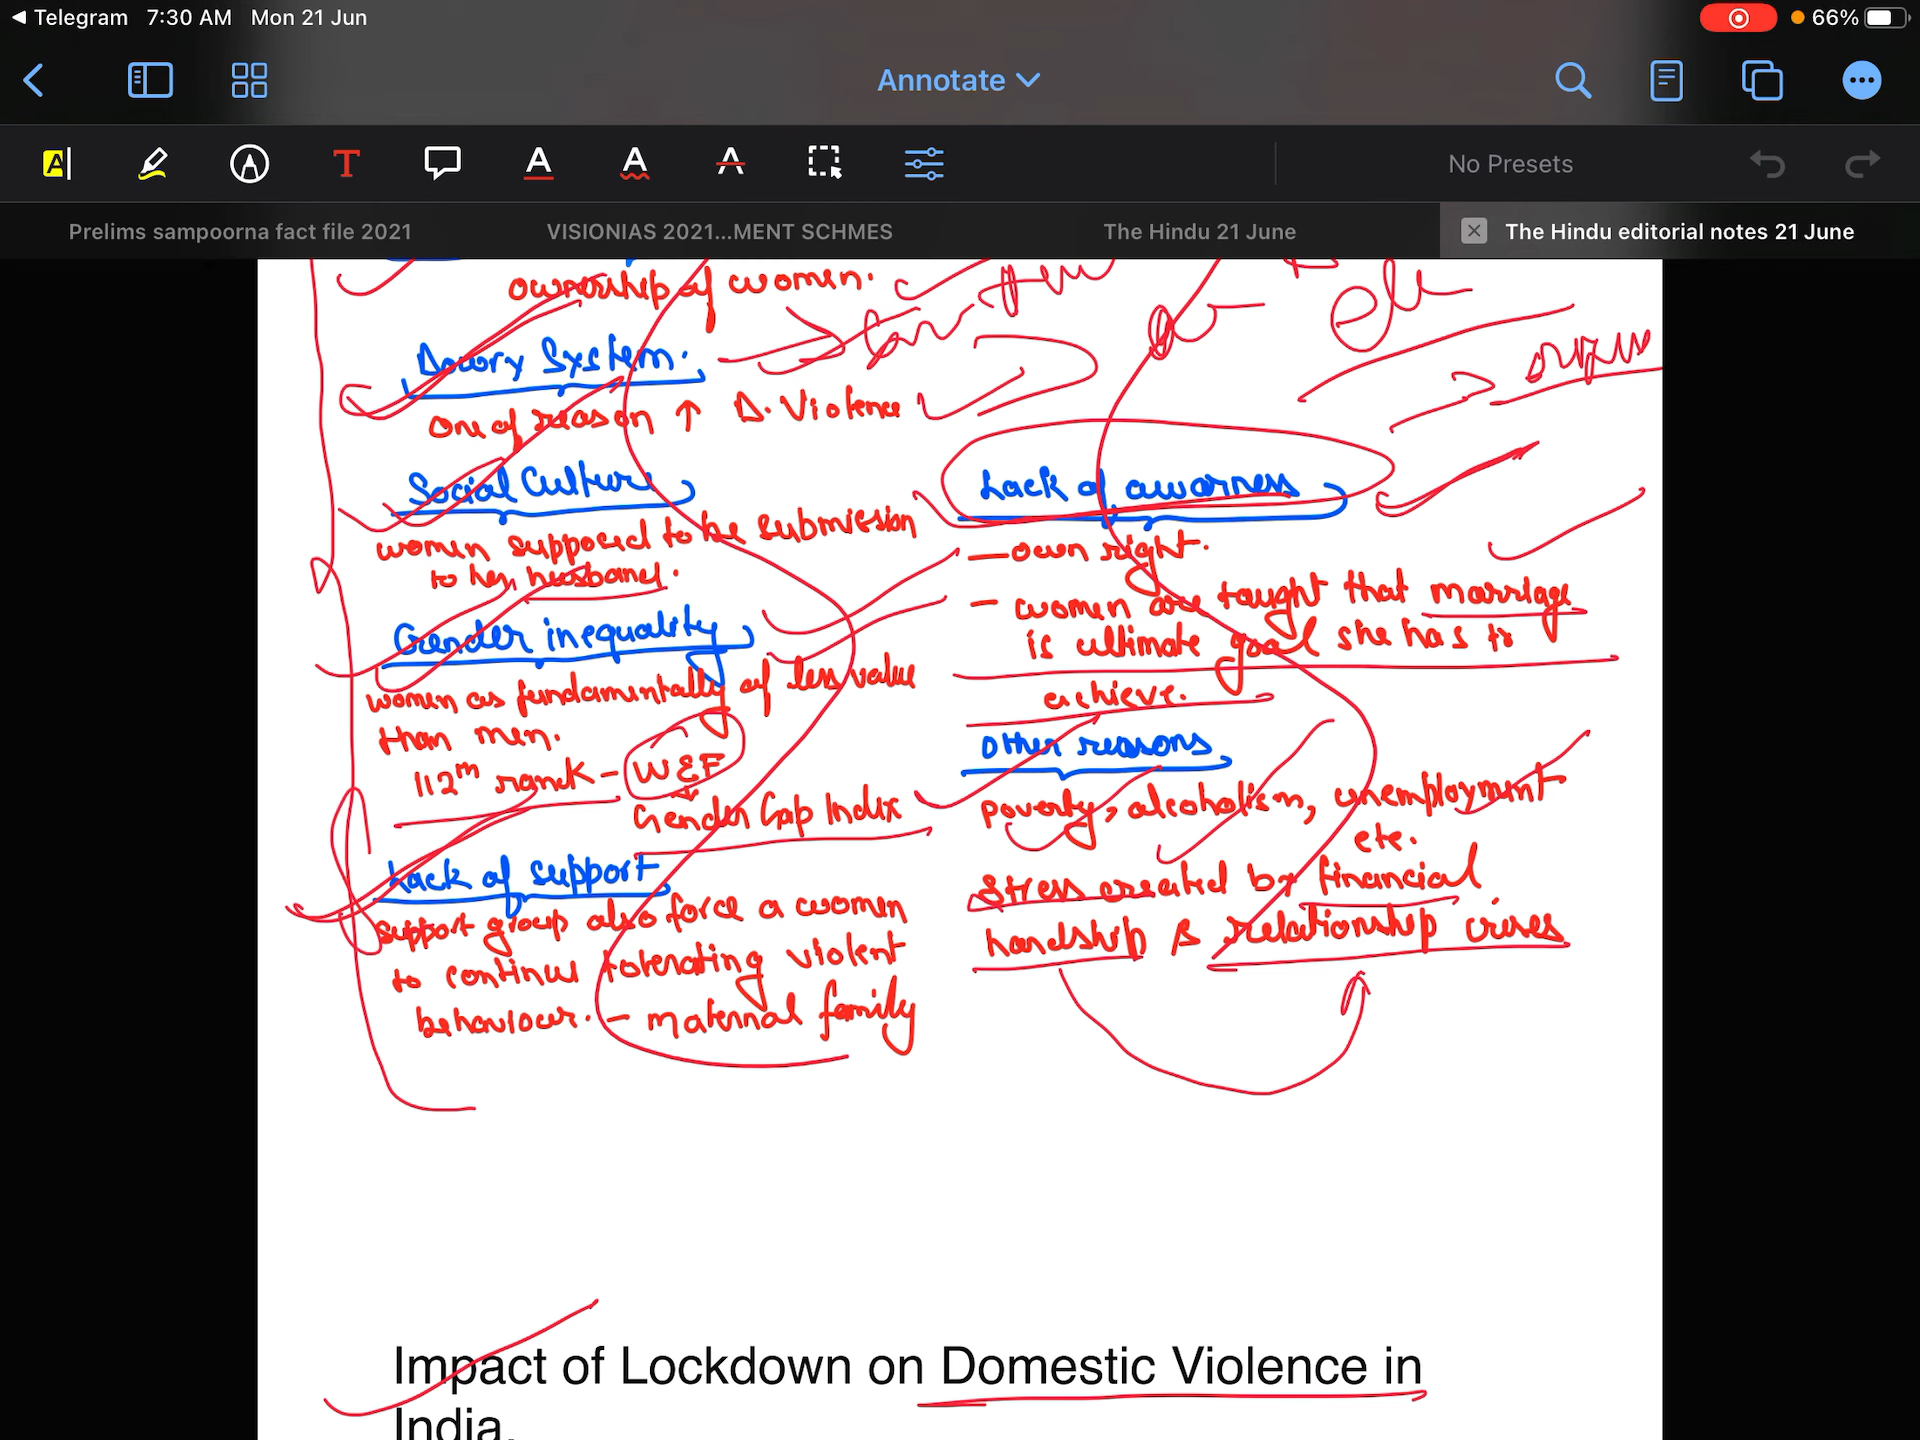 Telegram 7:30 AM Mon 21 Jun
66%
Annotate
No Presets
Prelims sampoorna fact file 2021
VISIONIAS 2021...MENT SCHMES
The Hindu 21 June
The Hindu editorial notes 21 June
ownership of women.
Dowry System.
One of reason ↑ D. Violence
Social Culture
women supposed to be submission
to her husband.
Gender inequality
women as fundamentally of less value
than men.
112th ranck - WEF
Gender Gap Index
Lack of support
support group also force a women
to continue tolerating violent
behaviour. - maternal family
Lack of awarness
- own right.
- women are taught that marriage
is ultimate goal she has to
achieve.
other reasons
poverty, alcoholism, unemployment
etc.
Stress created by financial
hardship & relationship crises
Impact of Lockdown on Domestic Violence in
India.